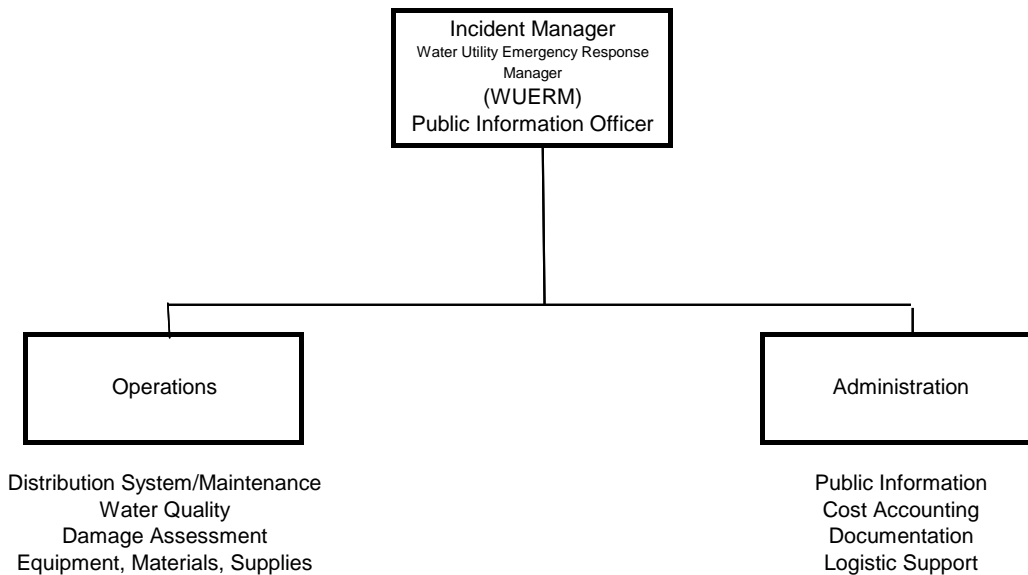 Incident Manager
Water Utility Emergency Response
Manager
(WUERM)
Public Information Officer
Operations
Administration
Distribution System/Maintenance
Water Quality
Damage Assessment
Equipment, Materials, Supplies
Public Information
Cost Accounting
Documentation
Logistic Support